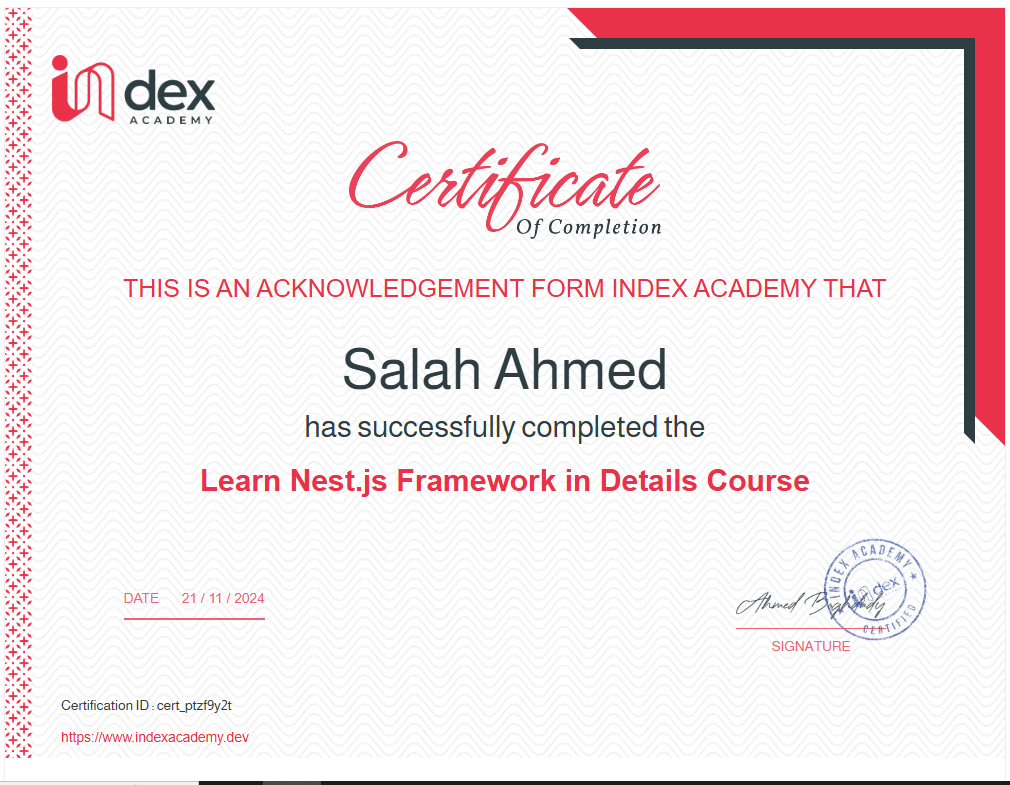 index
ACADEMY
Certificate
Of Completion
THIS IS AN ACKNOWLEDGEMENT FORM INDEX ACADEMY THAT
Salah Ahmed
has successfully completed the
Learn Nest.js Framework in Details Course
DATE 21 / 11 / 2024
Ahmed Boghdady
INDEX ACADEMY
index
CERTIFIED
SIGNATURE
Certification ID : cert_ptzf9y2t
https://www.indexacademy.dev